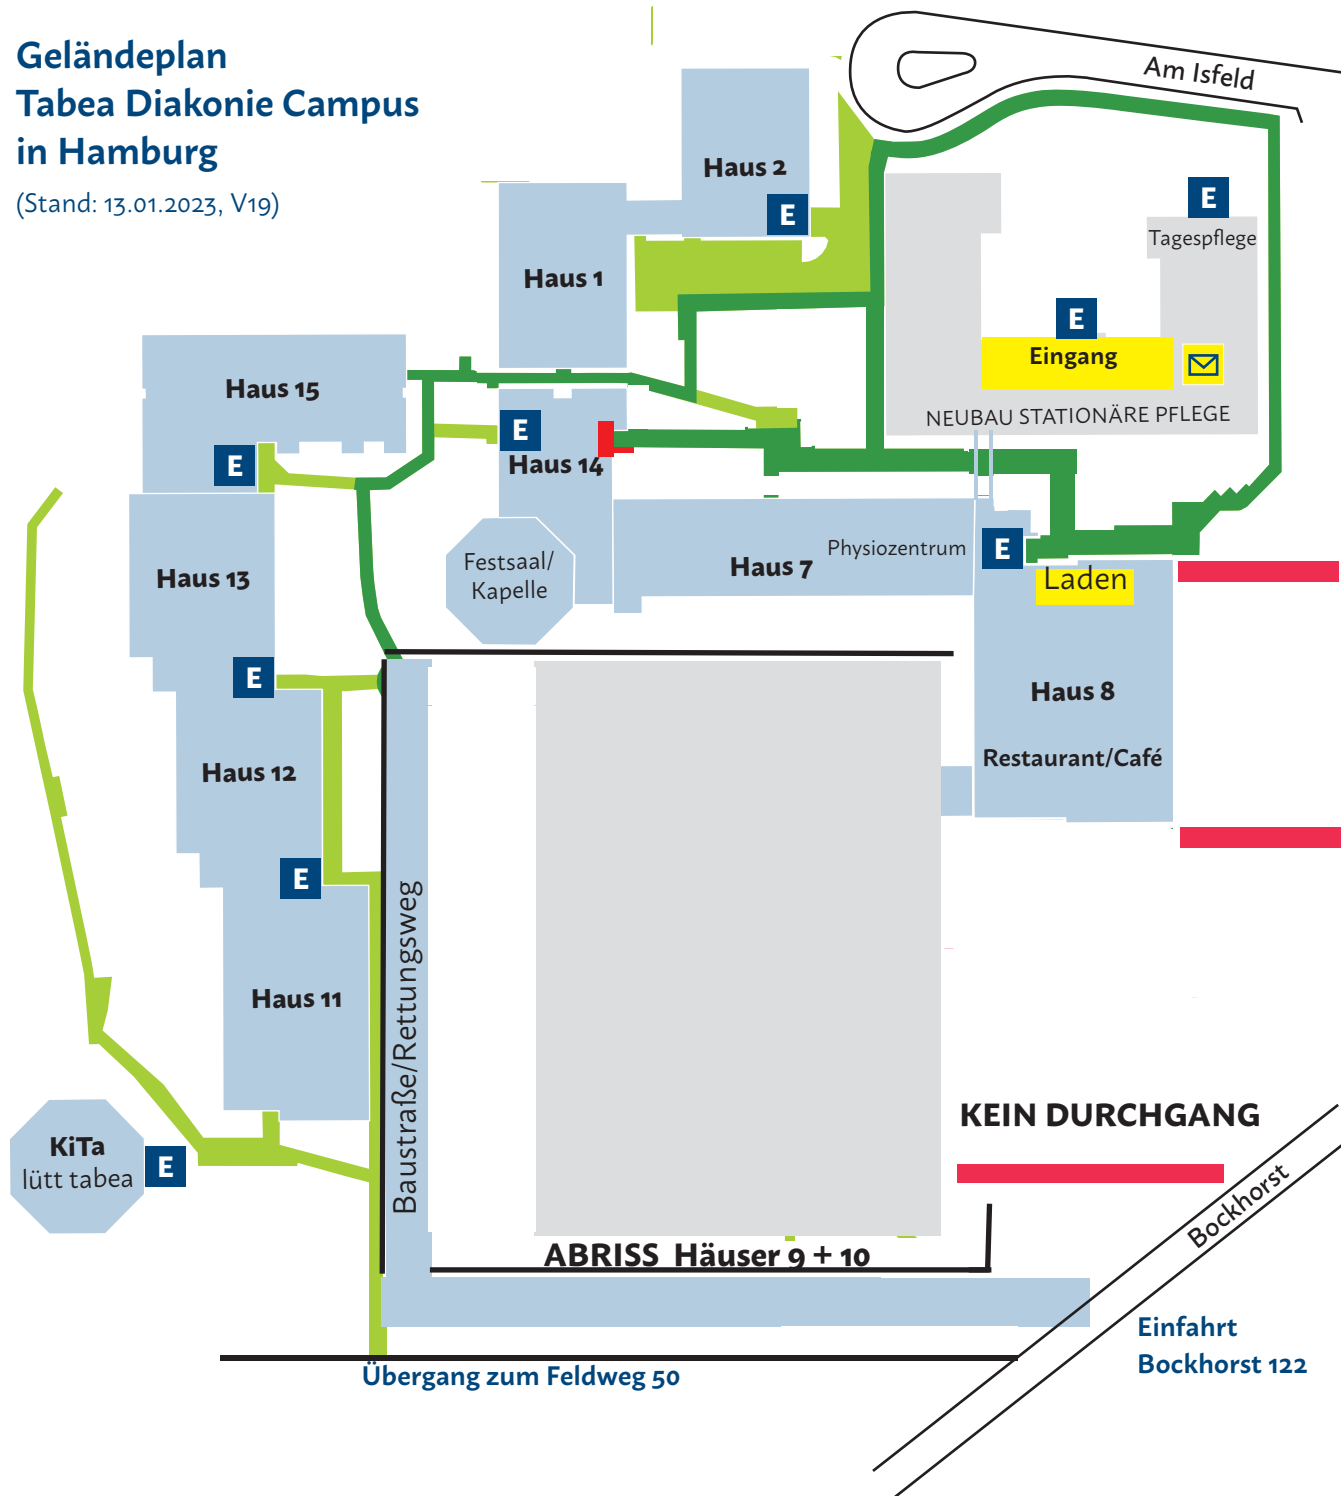 Geländeplan
Tabea Diakonie Campus
in Hamburg
(Stand: 13.01.2023, V19)
Am Isfeld
Haus 2
E
E
Tagespflege
Haus 1
E
Eingang
NEUBAU STATIONÄRE PFLEGE
Haus 15
E
Haus 14
E
Festsaal/
Kapelle
Haus 7
Physiozentrum
E
Laden
Haus 13
E
Haus 8
Restaurant/Café
Haus 12
E
Haus 11
Baustraße/Rettungsweg
KiTa
lütt tabea
E
KEIN DURCHGANG
Bockhorst
ABRISS Häuser 9 + 10
Einfahrt
Bockhorst 122
Übergang zum Feldweg 50